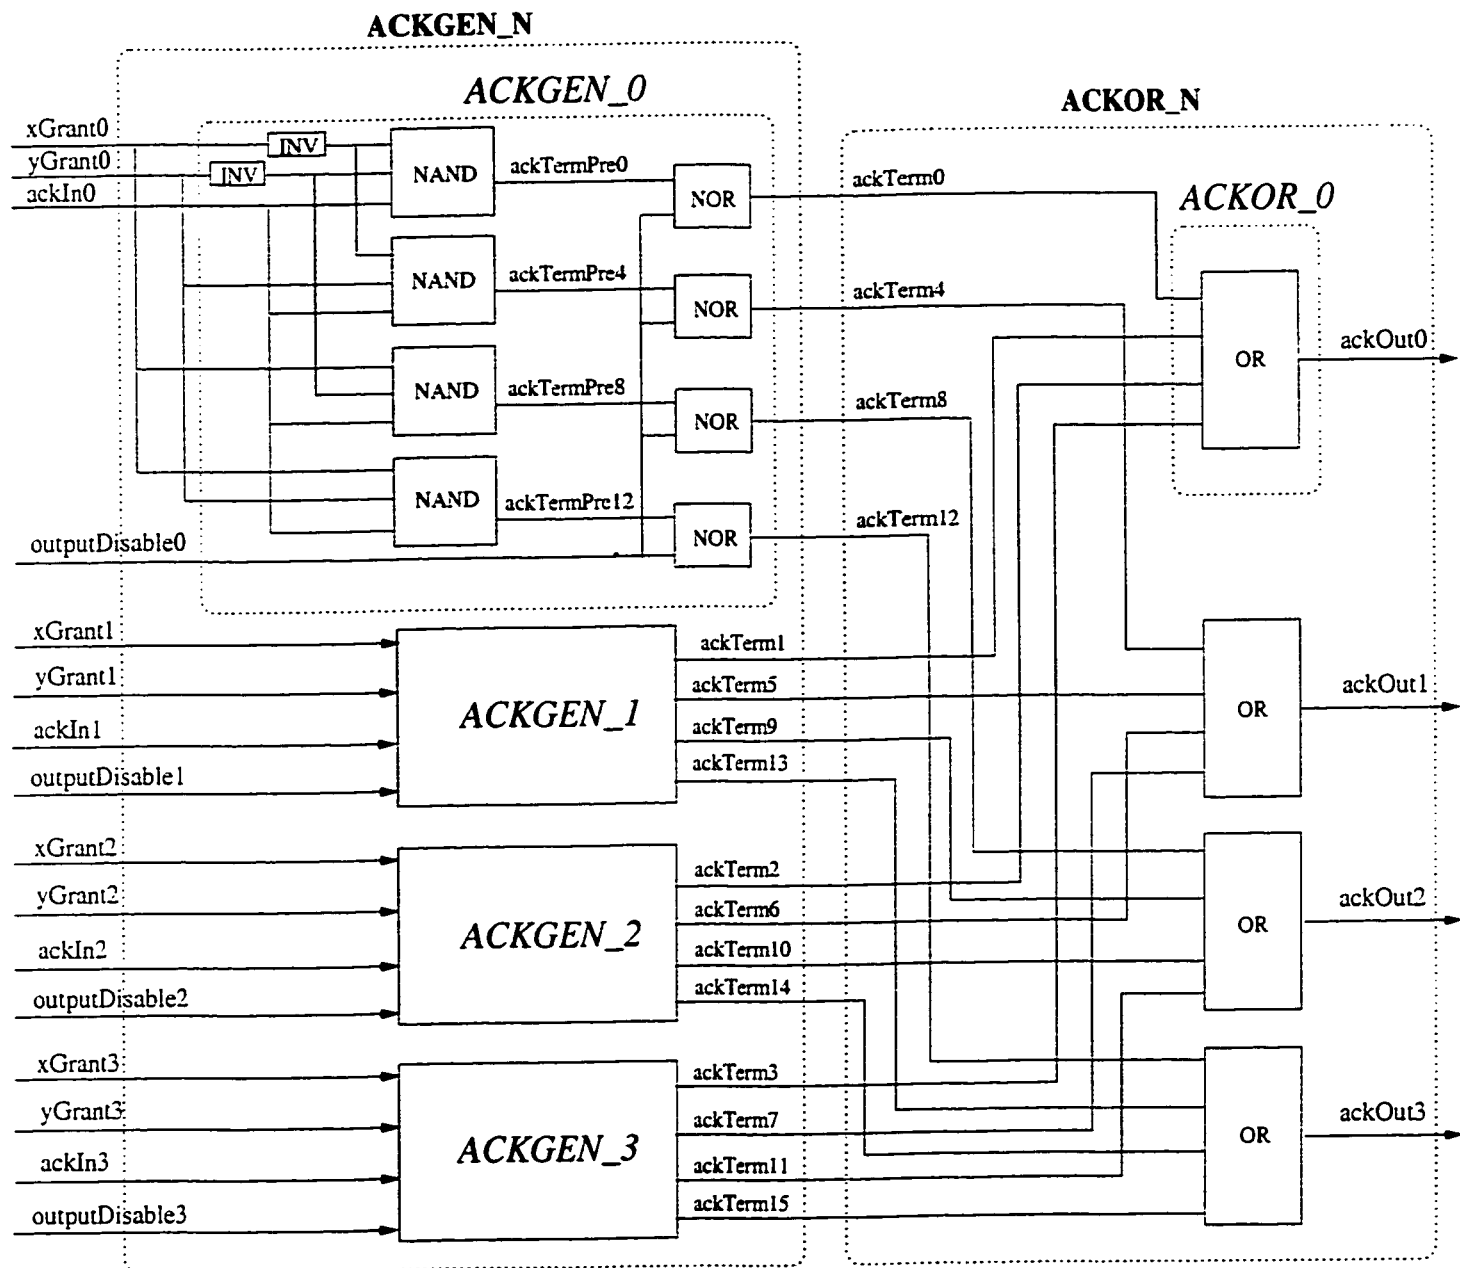 ACKGEN_N
ACKGEN_0
ACKOR_N
xGrant0
INV
yGrant0
INV
ackIn0
NAND
ackTermPre0
NOR
ackTerm0
ACKOR_0
NAND
ackTermPre4
NOR
ackTerm4
OR
ackOut0
NAND
ackTermPre8
NOR
ackTerm8
NAND
ackTermPre12
NOR
ackTerm12
outputDisable0
xGrant1
yGrant1
ackIn1
outputDisable1
ACKGEN_1
ackTerm1
ackTerm5
ackTerm9
ackTerm13
OR
ackOut1
xGrant2
yGrant2
ackIn2
outputDisable2
ACKGEN_2
ackTerm2
ackTerm6
ackTerm10
ackTerm14
OR
ackOut2
xGrant3
yGrant3
ackIn3
outputDisable3
ACKGEN_3
ackTerm3
ackTerm7
ackTerm11
ackTerm15
OR
ackOut3